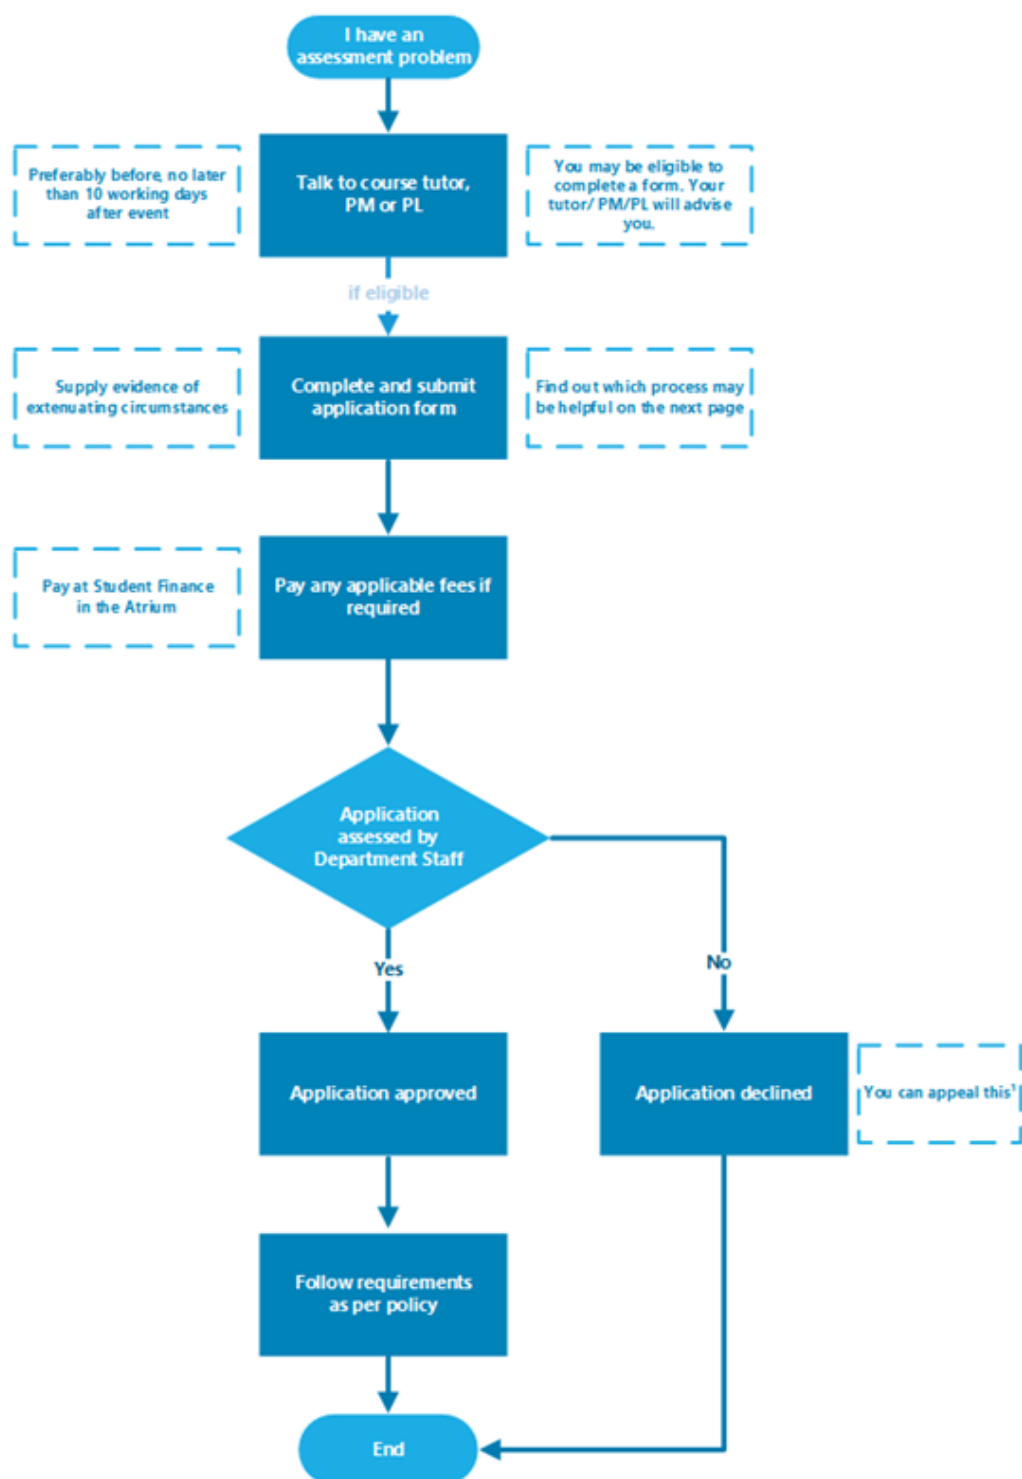 I have an
assessment problem
Preferably before, no later
than 10 working days
after event
Talk to course tutor,
PM or PL
You may be eligible to
complete a form. Your
tutor/ PM/PL will advise
you.
if eligible
Supply evidence of
extenuating circumstances
Complete and submit
application form
Find out which process may
be helpful on the next page
Pay at Student Finance
in the Atrium
Pay any applicable fees if
required
Application
assessed by
Department Staff
Yes
No
Application approved
Application declined
You can appeal this¹
Follow requirements
as per policy
End